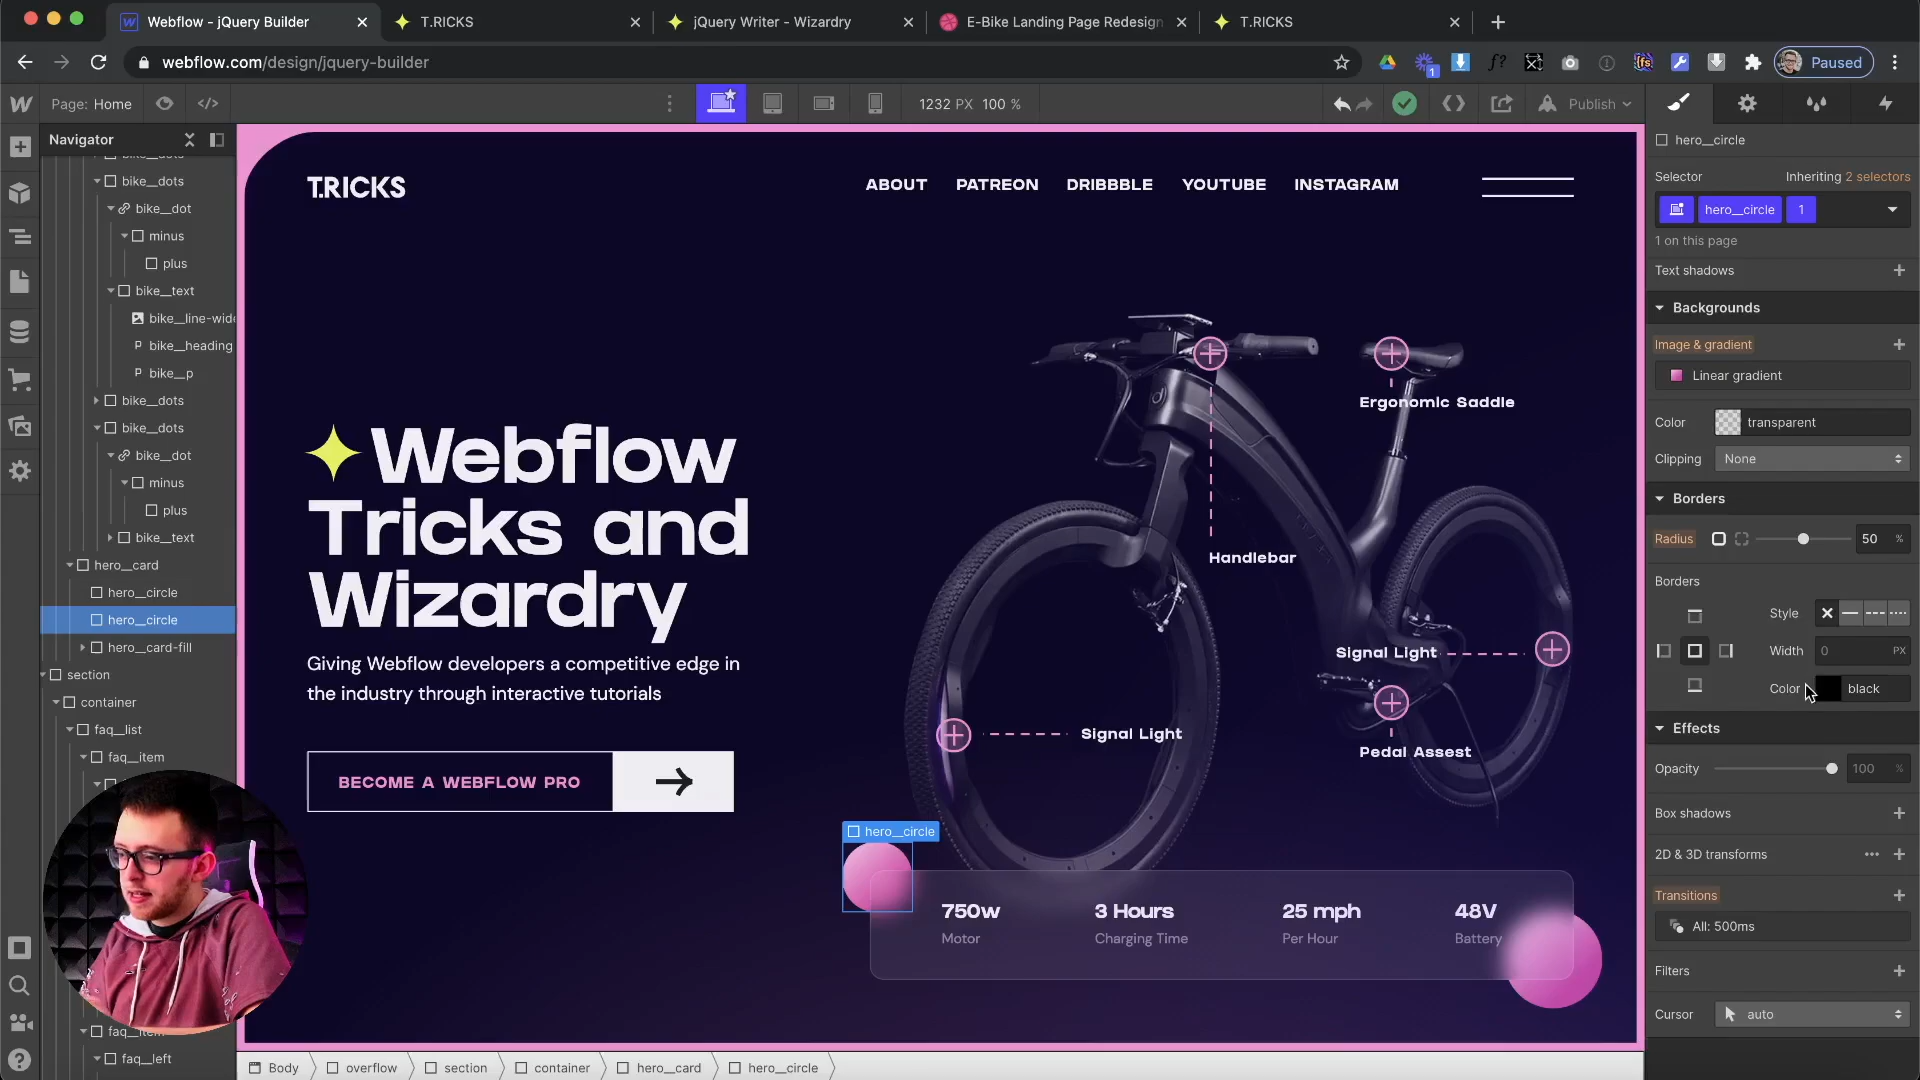 Webflow - jQuery Builder
T.RICKS
jQuery Writer - Wizardry
E-Bike Landing Page Redesign
T.RICKS
webflow.com/design/jquery-builder
Paused
Page: Home
1232 PX 100 %
Publish
Navigator
bike__dots
bike__dots
bike__dot
minus
plus
bike__text
bike__line-wide
bike__heading
bike__p
bike__dots
bike__dots
bike__dot
minus
plus
bike__text
hero__card
hero__circle
hero__circle
hero__card-fill
section
container
faq__list
faq__item
faq__item
faq__left
T.RICKS
ABOUT
PATREON
DRIBBBLE
YOUTUBE
INSTAGRAM
Webflow
Tricks and
Wizardry
Giving Webflow developers a competitive edge in
the industry through interactive tutorials
BECOME A WEBFLOW PRO
Ergonomic Saddle
Handlebar
Signal Light
Signal Light
Pedal Assest
hero__circle
750w
Motor
3 Hours
Charging Time
25 mph
Per Hour
48V
Battery
Body
overflow
section
container
hero__card
hero__circle
hero__circle
Selector
Inheriting 2 selectors
hero__circle
1
1 on this page
Text shadows
Backgrounds
Image & gradient
Linear gradient
Color
transparent
Clipping
None
Borders
Radius
50 %
Borders
Style
Width
0 PX
Color
black
Effects
Opacity
100 %
Box shadows
2D & 3D transforms
Transitions
All: 500ms
Filters
Cursor
auto